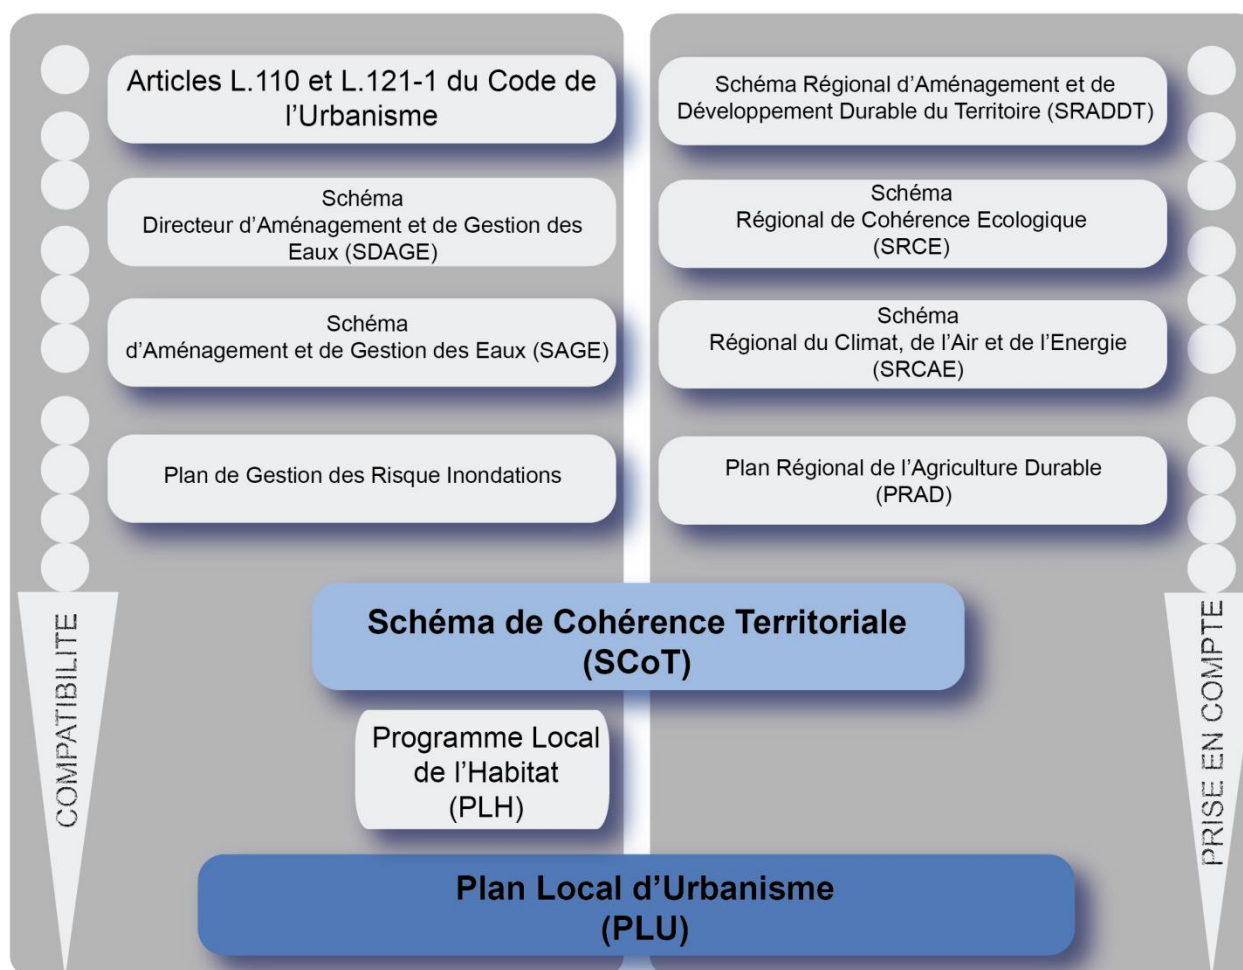 Articles L.110 et L.121-1 du Code de
l’Urbanisme
Schéma
Directeur d’Aménagement et de Gestion des
Eaux (SDAGE)
Schéma
d’Aménagement et de Gestion des Eaux (SAGE)
Plan de Gestion des Risque Inondations
Schéma Régional d’Aménagement et de
Développement Durable du Territoire (SRADDT)
Schéma
Régional de Cohérence Ecologique
(SRCE)
Schéma
Régional du Climat, de l’Air et de l’Energie
(SRCAE)
Plan Régional de l’Agriculture Durable
(PRAD)
Schéma de Cohérence Territoriale
(SCoT)
Programme Local
de l’Habitat
(PLH)
Plan Local d’Urbanisme
(PLU)
COMPATIBILITE
PRISE EN COMPTE